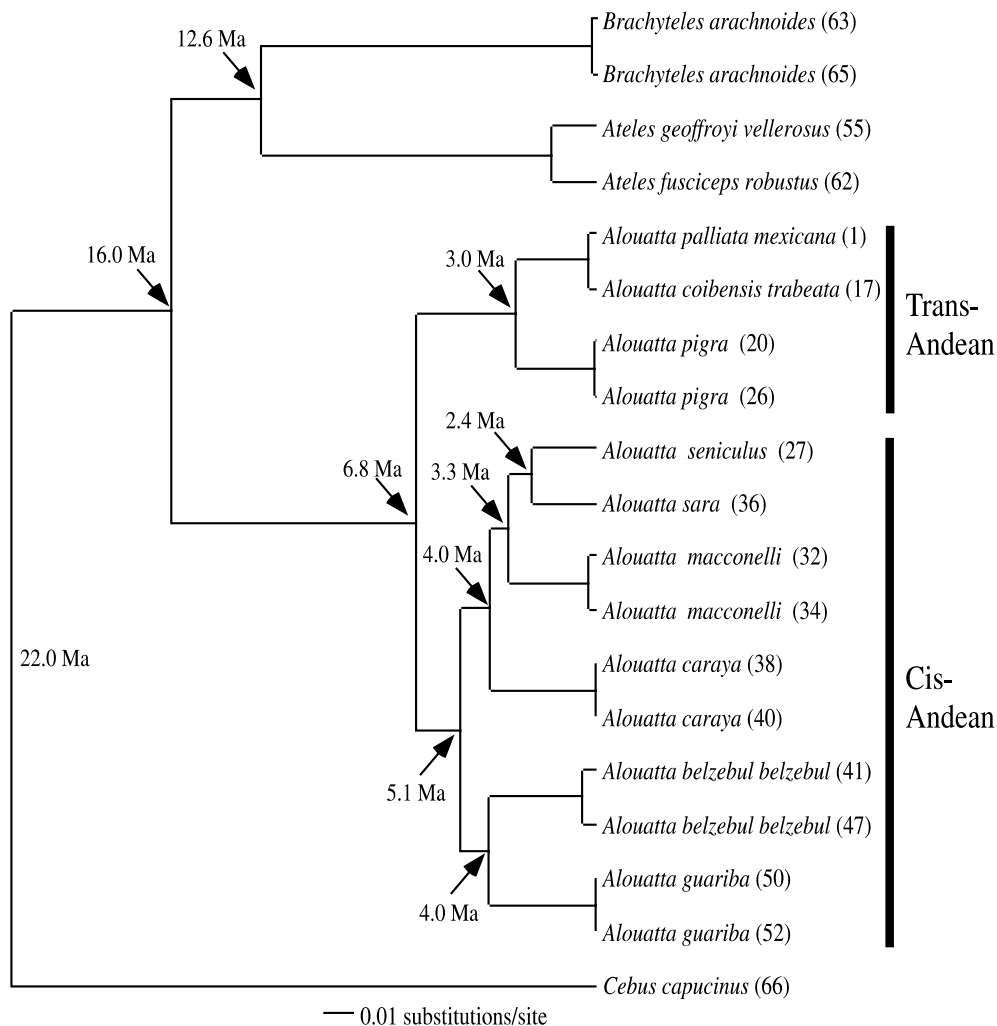 Brachyteles arachnoides (63)
12.6 Ma
Brachyteles arachnoides (65)
Ateles geoffroyi vellerosus (55)
Ateles fusciceps robustus (62)
Alouatta palliata mexicana (1)
16.0 Ma
3.0 Ma
Alouatta coibensis trabeata (17)
Trans-
Andean
Alouatta pigra (20)
Alouatta pigra (26)
2.4 Ma
Alouatta seniculus (27)
6.8 Ma
3.3 Ma
Alouatta sara (36)
4.0 Ma
Alouatta macconelli (32)
Alouatta macconelli (34)
22.0 Ma
Alouatta caraya (38)
Cis-
Andean
Alouatta caraya (40)
Alouatta belzebul belzebul (41)
5.1 Ma
Alouatta belzebul belzebul (47)
Alouatta guariba (50)
4.0 Ma
Alouatta guariba (52)
Cebus capucinus (66)
0.01 substitutions/site